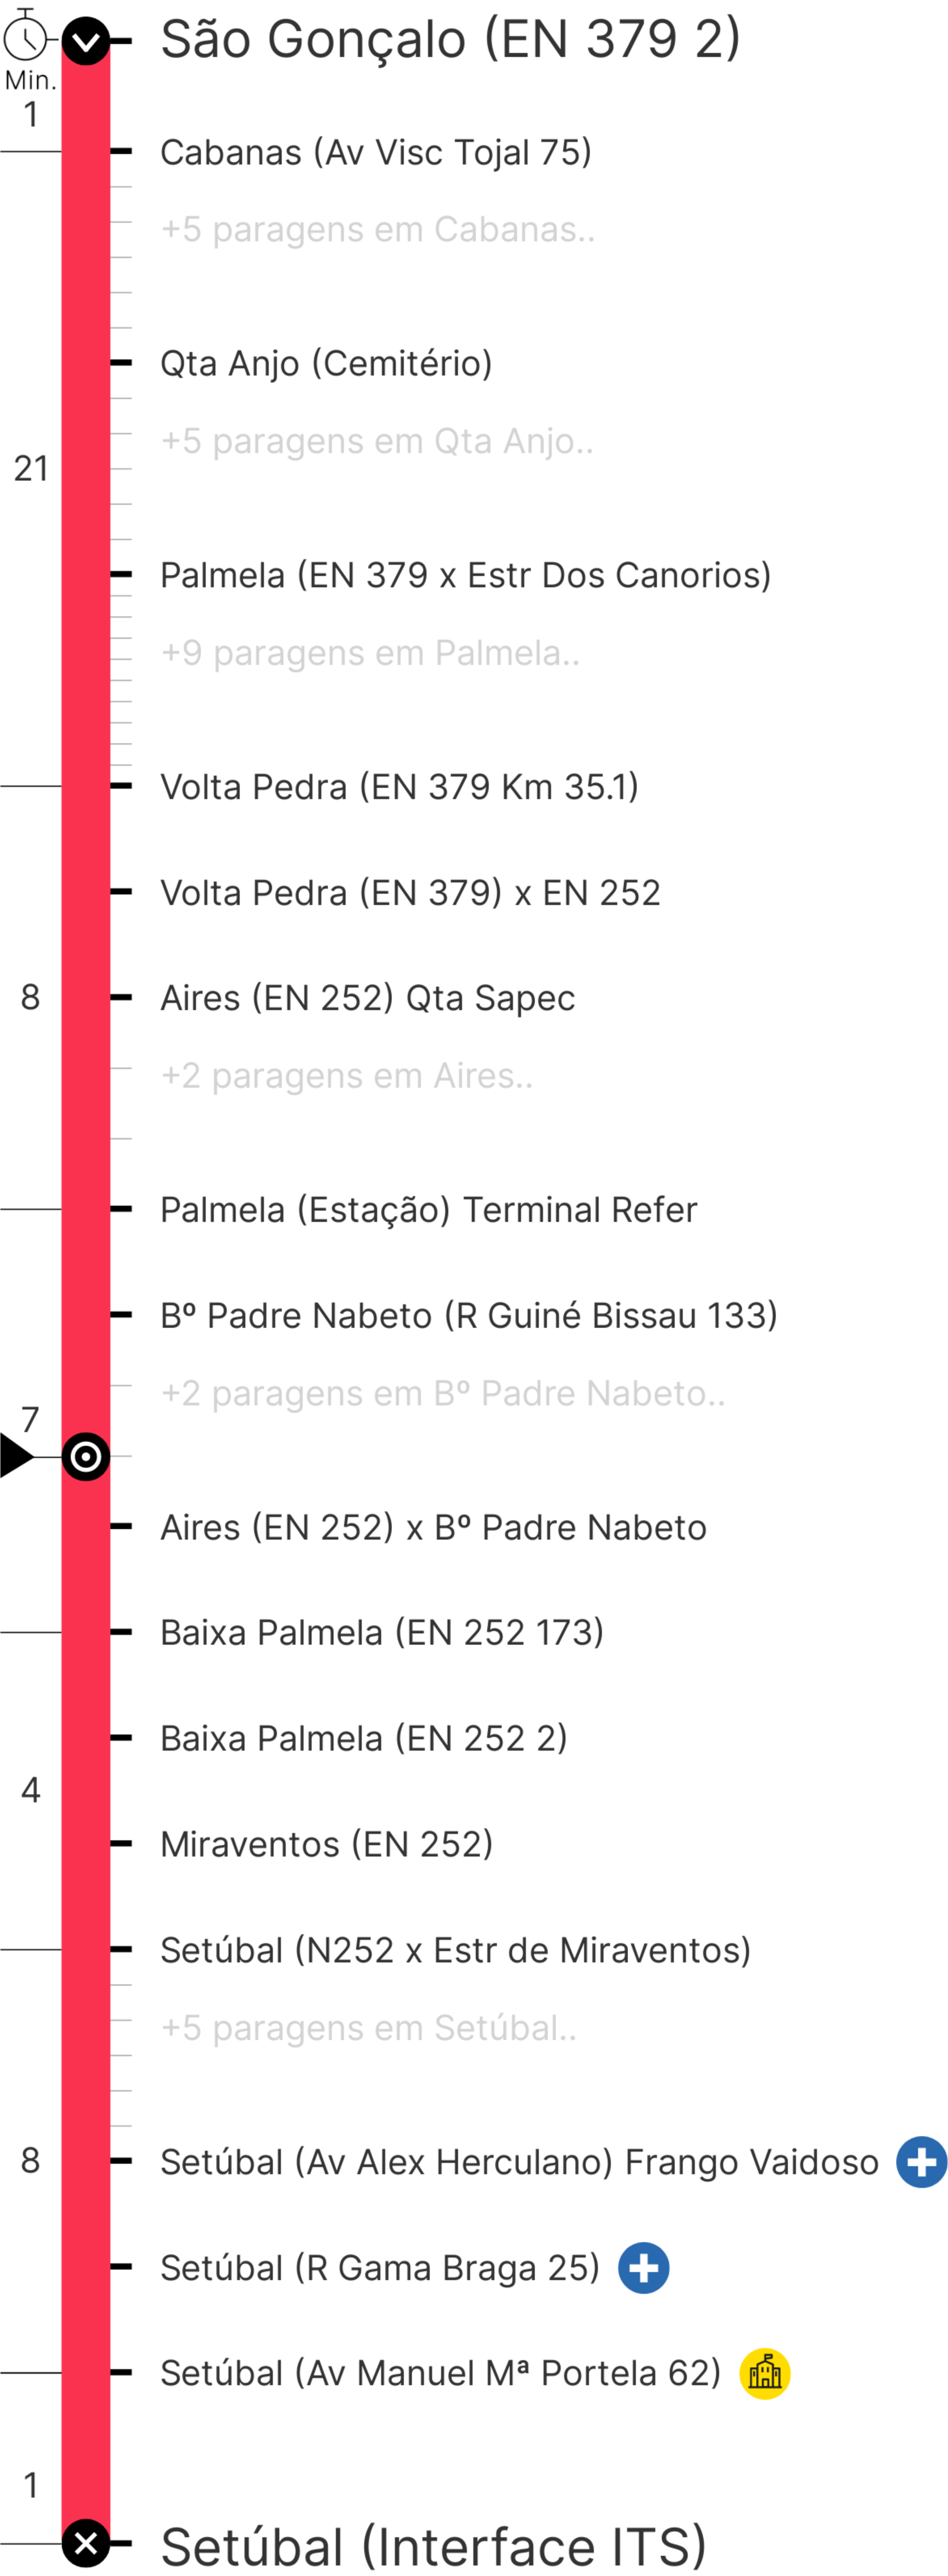 São Gonçalo (EN 379 2)
Min.
1
Cabanas (Av Visc Tojal 75)
+5 paragens em Cabanas..
Qta Anjo (Cemitério)
+5 paragens em Qta Anjo..
21
Palmela (EN 379 x Estr Dos Canorios)
+9 paragens em Palmela..
Volta Pedra (EN 379 Km 35.1)
Volta Pedra (EN 379) x EN 252
8
Aires (EN 252) Qta Sapec
+2 paragens em Aires..
Palmela (Estação) Terminal Refer
Bº Padre Nabeto (R Guiné Bissau 133)
+2 paragens em Bº Padre Nabeto..
7
Aires (EN 252) x Bº Padre Nabeto
Baixa Palmela (EN 252 173)
Baixa Palmela (EN 252 2)
4
Miraventos (EN 252)
Setúbal (N252 x Estr de Miraventos)
+5 paragens em Setúbal..
8
Setúbal (Av Alex Herculano) Frango Vaidoso
Setúbal (R Gama Braga 25)
Setúbal (Av Manuel Mª Portela 62)
1
Setúbal (Interface ITS)